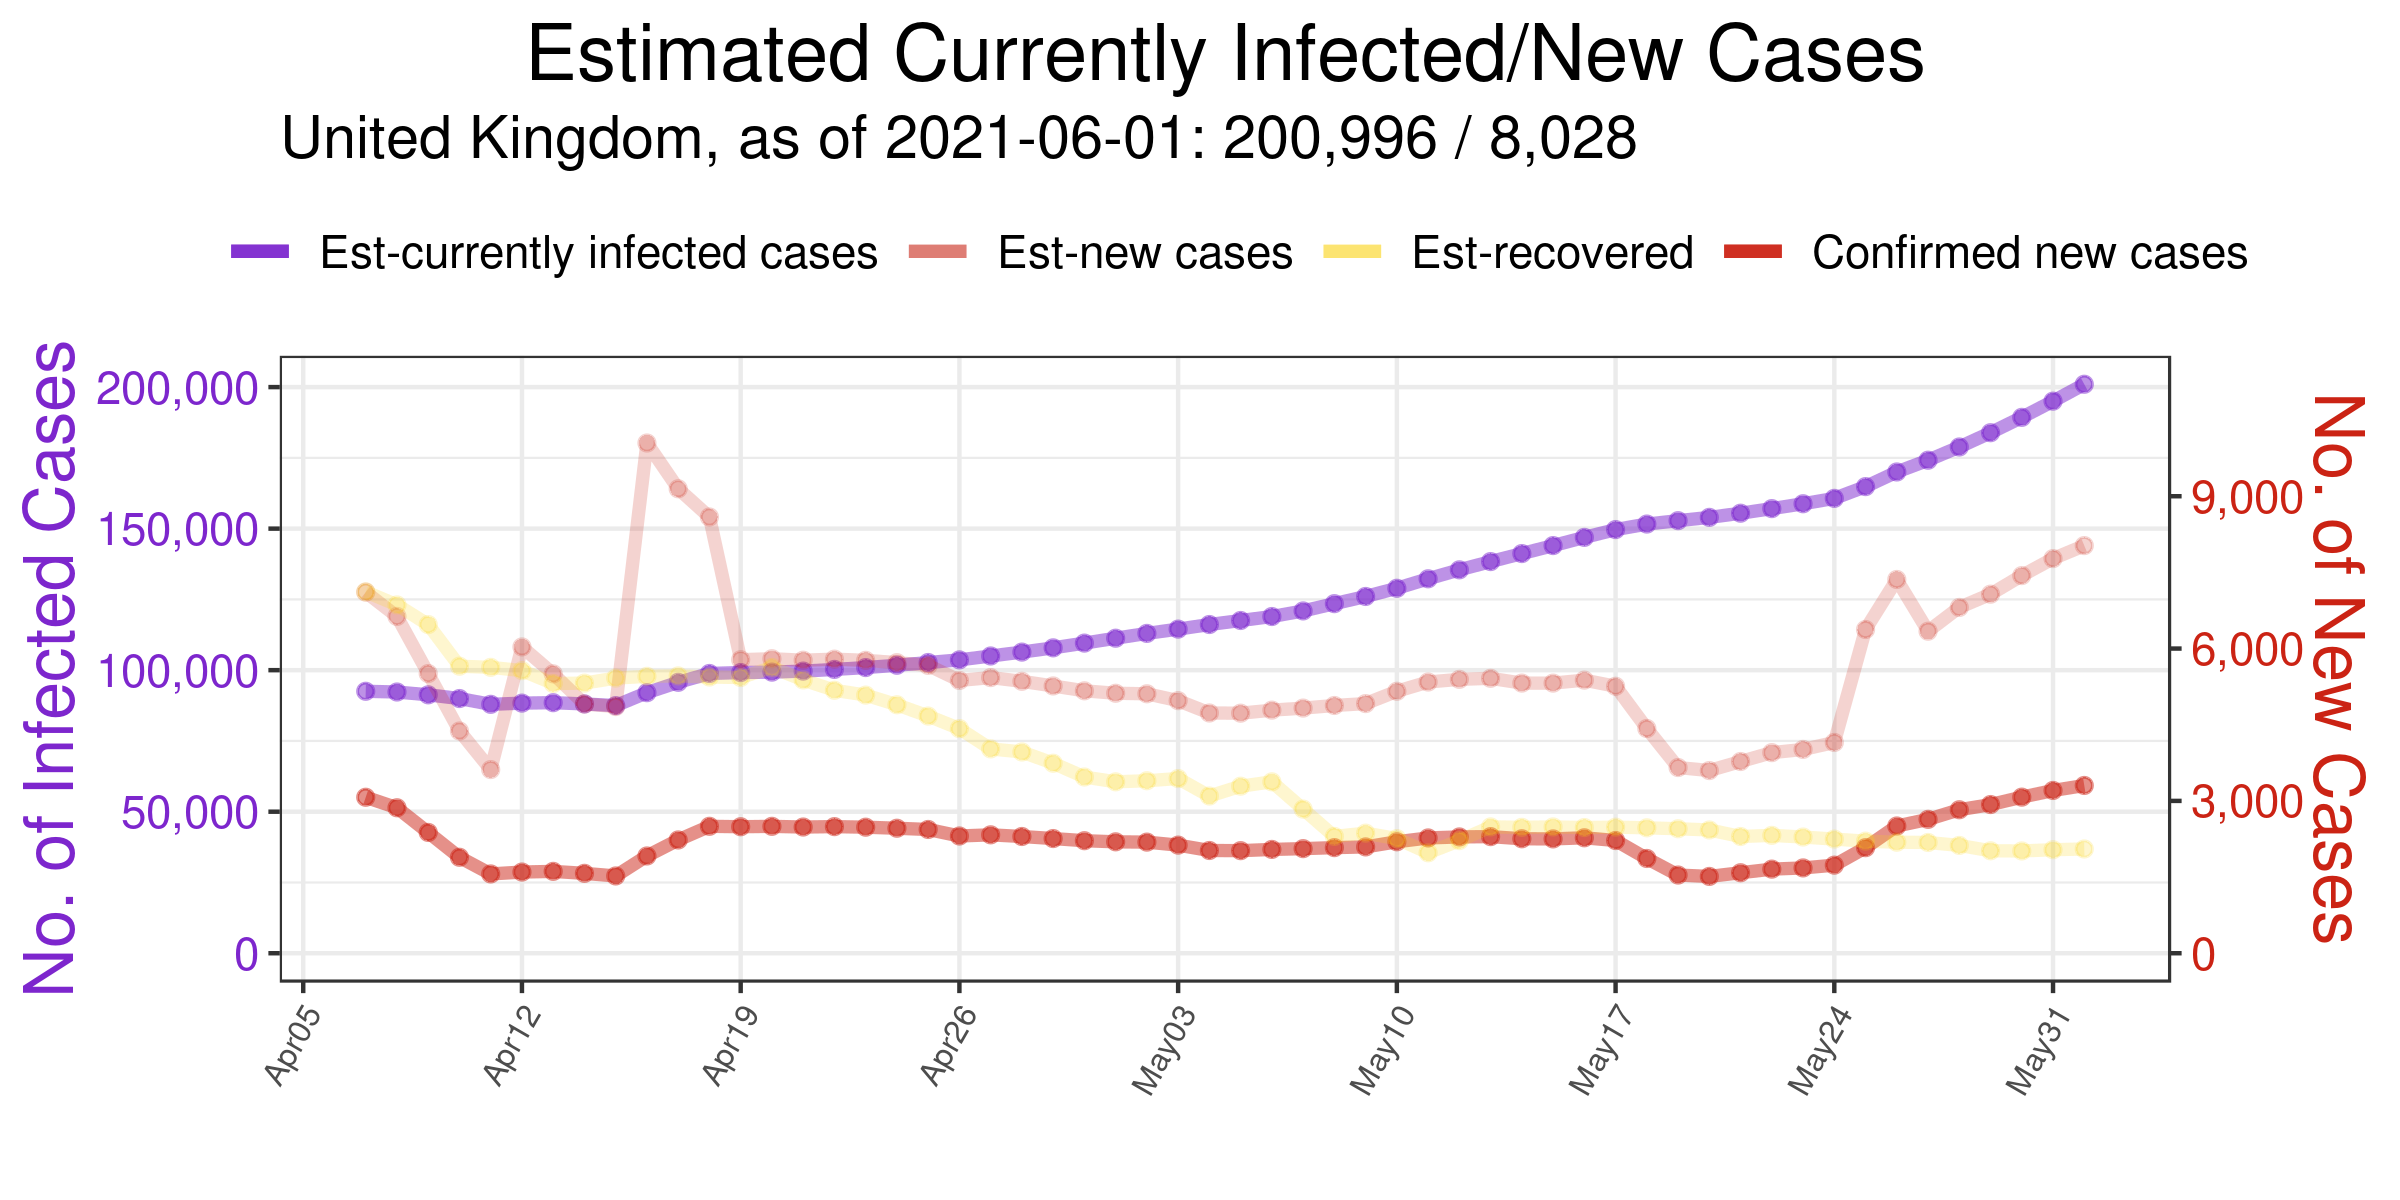 Estimated Currently Infected/New Cases
United Kingdom, as of 2021-06-01: 200,996 / 8,028
Est-currently infected cases Est-new cases Est-recovered Confirmed new cases
No. of Infected Cases
200,000
150,000
100,000
50,000
0
9,000
6,000
3,000
0
No. of New Cases
Apr05 Apr12 Apr19 Apr26 May03 May10 May17 May24 May31